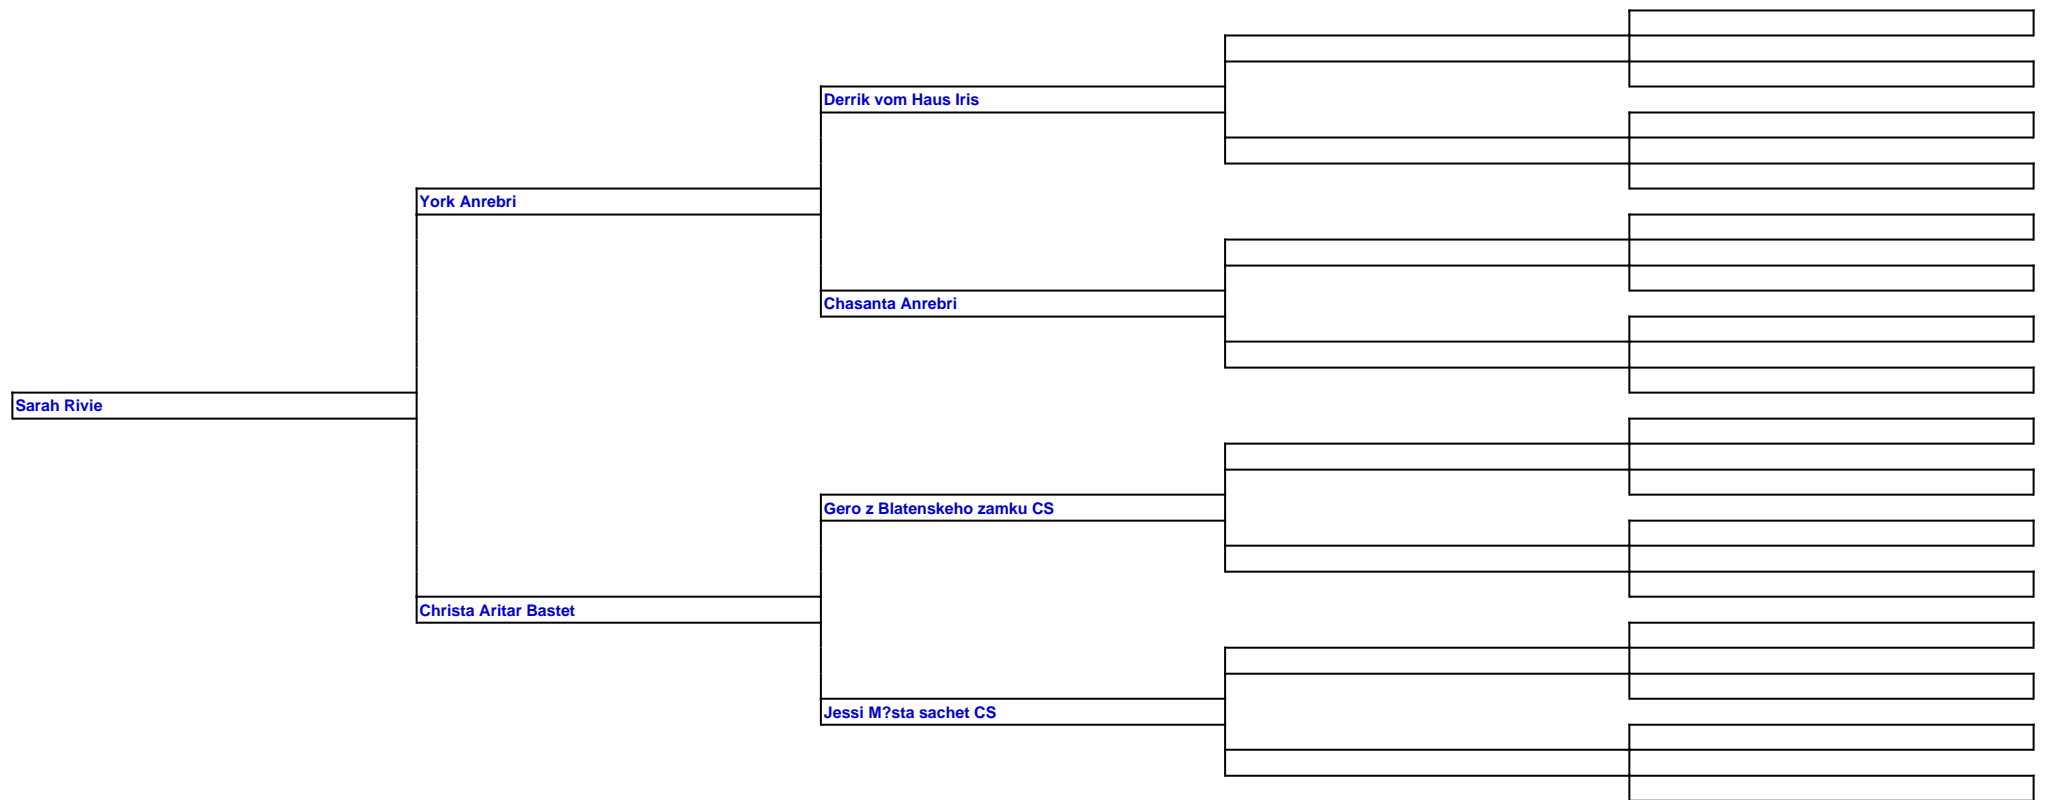 Derrik vom Haus Iris
York Anrebri
Chasanta Anrebri
Sarah Rivie
Gero z Blatenskeho zamku CS
Christa Aritar Bastet
Jessi M?sta sachet CS